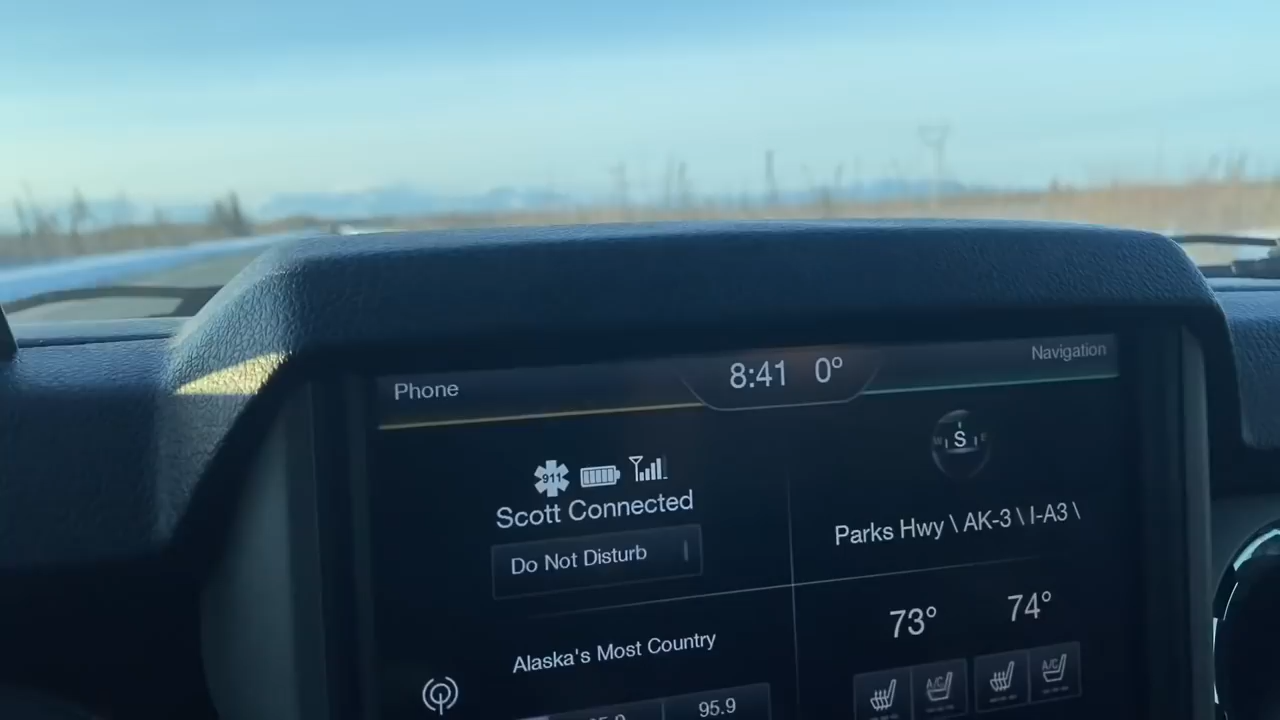 Phone
8:41 0°
Navigation
911
W S E
Scott Connected
Do Not Disturb
Parks Hwy \ AK-3 \ I-A3 \
73° 74°
Alaska's Most Country
A/C A/C
95.9